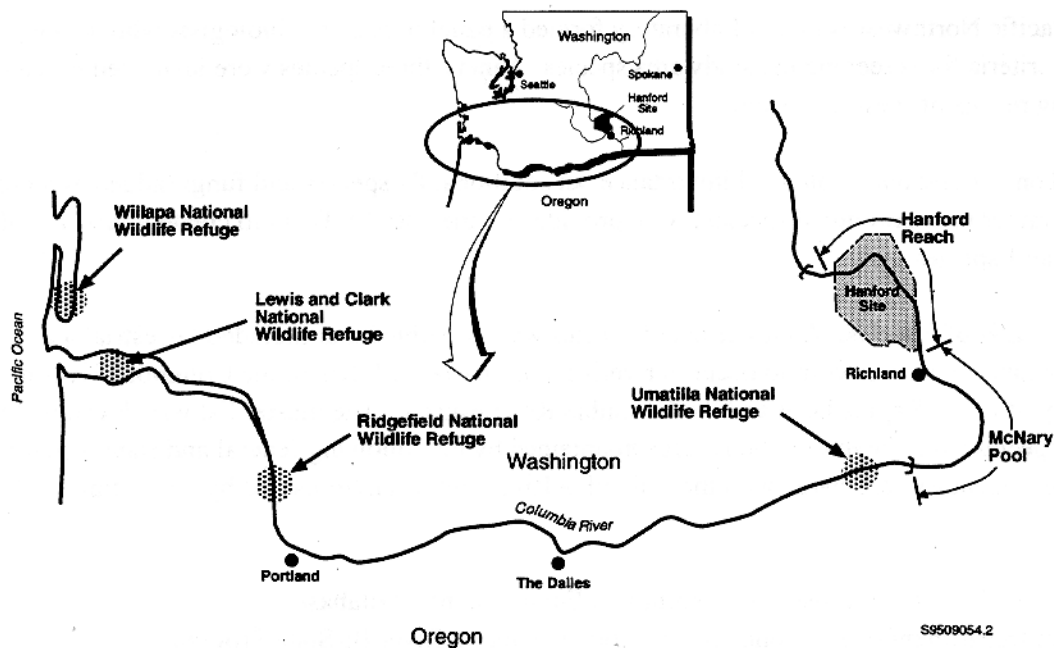 Washington
Seattle
Spokane
Hanford
Site
Richland
Oregon
Willapa National
Wildlife Refuge
Hanford
Reach
Lewis and Clark
National
Wildlife Refuge
Hanford
Site
Pacific Ocean
Richland
Umatilla National
Wildlife Refuge
Ridgefield National
Wildlife Refuge
McNary
Pool
Washington
Columbia River
Portland
The Dalles
Oregon
S9509054.2